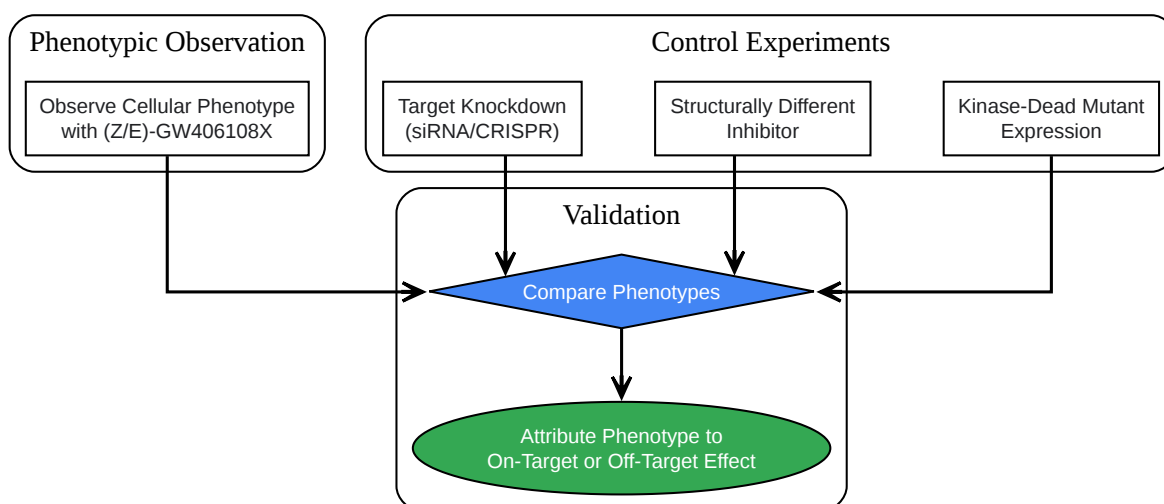 Phenotypic Observation
Observe Cellular Phenotype
with (Z/E)-GW406108X
Control Experiments
Target Knockdown
(siRNA/CRISPR)
Structurally Different
Inhibitor
Kinase-Dead Mutant
Expression
Validation
Compare Phenotypes
Attribute Phenotype to
On-Target or Off-Target Effect